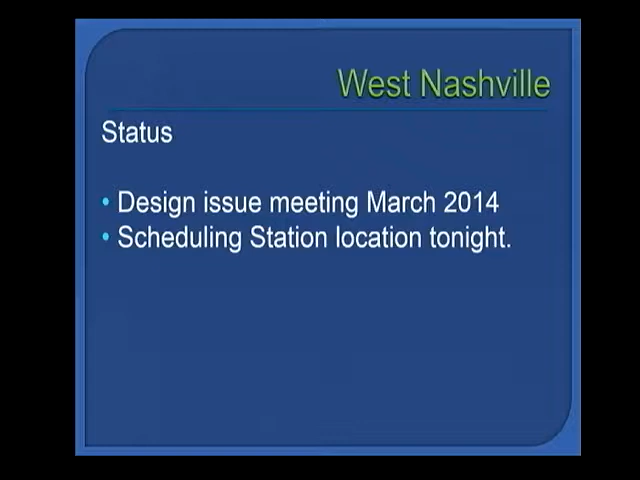 West Nashville
Status
• Design issue meeting March 2014
• Scheduling Station location tonight.